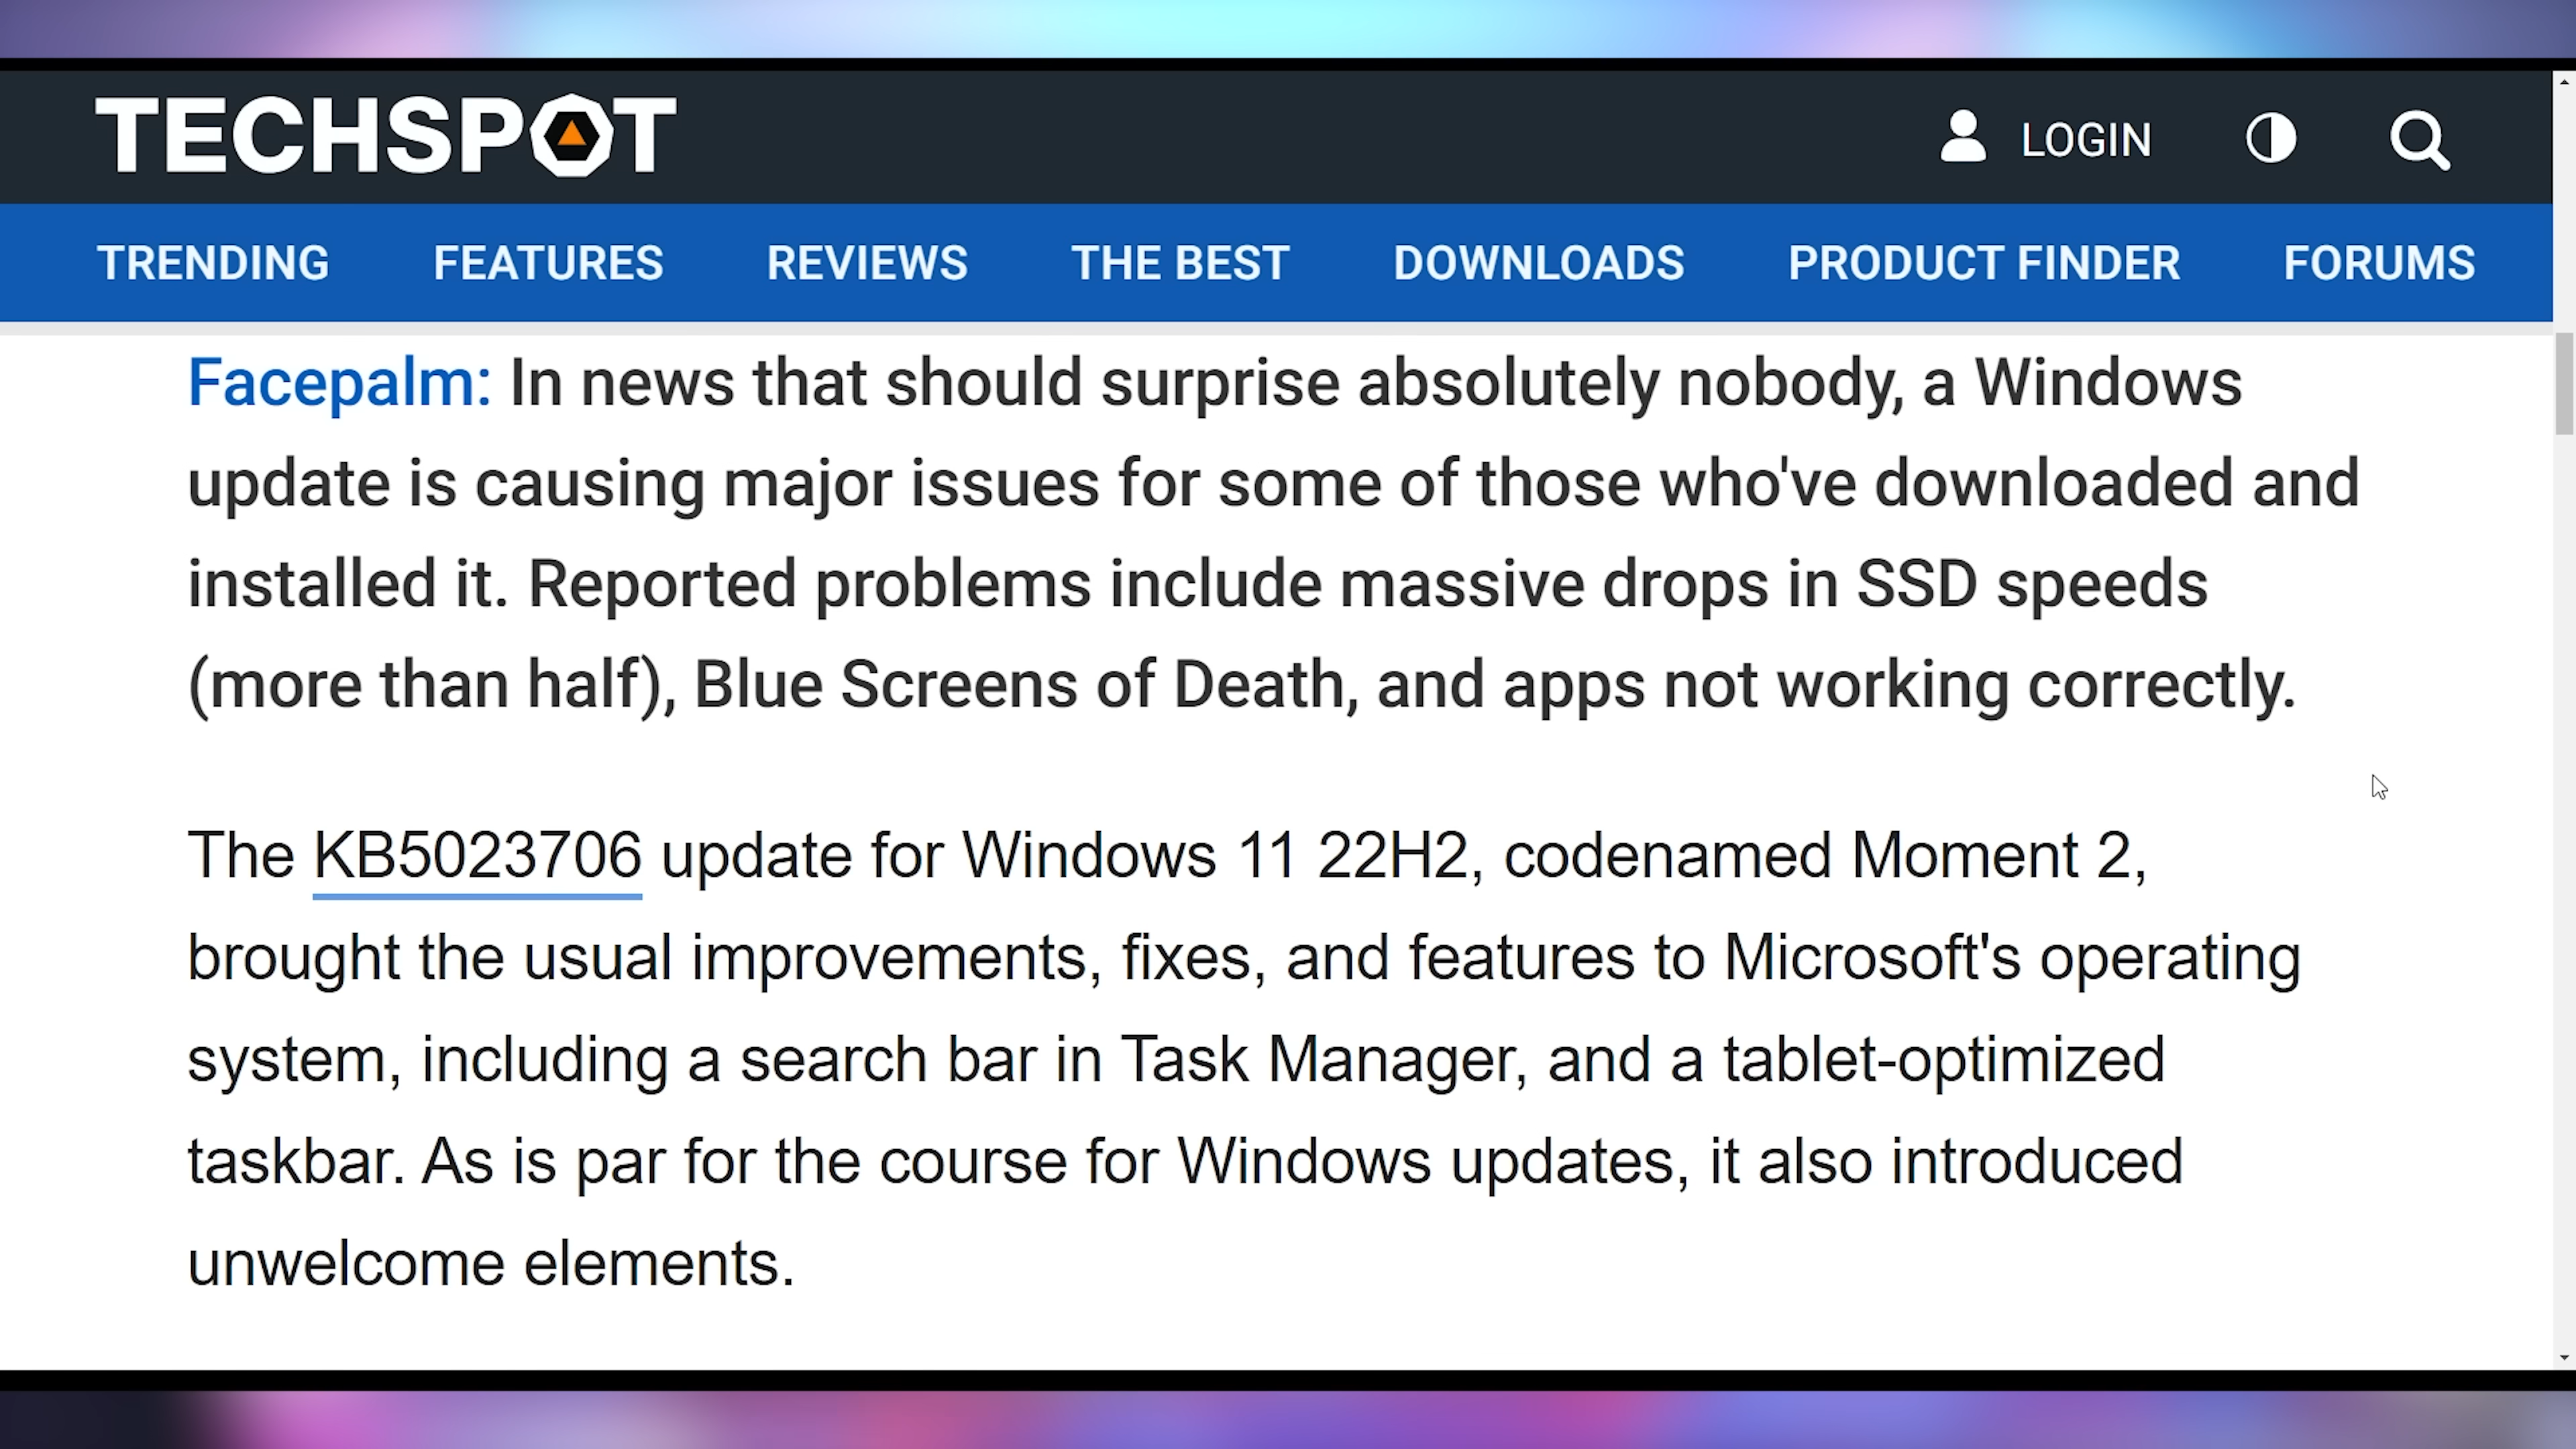 TECHSPOT
LOGIN
TRENDING FEATURES REVIEWS THE BEST DOWNLOADS PRODUCT FINDER FORUMS
Facepalm: In news that should surprise absolutely nobody, a Windows
update is causing major issues for some of those who've downloaded and
installed it. Reported problems include massive drops in SSD speeds
(more than half), Blue Screens of Death, and apps not working correctly.
The KB5023706 update for Windows 11 22H2, codenamed Moment 2,
brought the usual improvements, fixes, and features to Microsoft's operating
system, including a search bar in Task Manager, and a tablet-optimized
taskbar. As is par for the course for Windows updates, it also introduced
unwelcome elements.